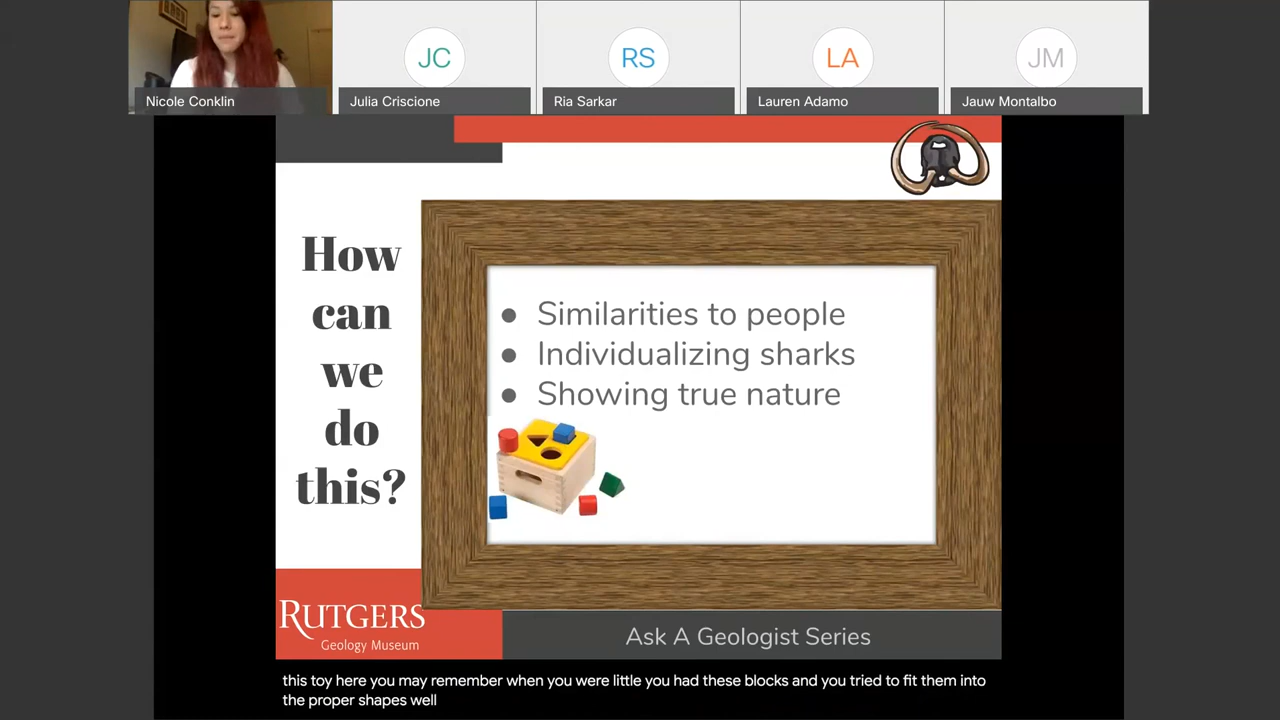 JC
RS
LA
JM
Nicole Conklin
Julia Criscione
Ria Sarkar
Lauren Adamo
Jauw Montalbo
How
can
we
do
this?
● Similarities to people
● Individualizing sharks
● Showing true nature
RUTGERS
Geology Museum
Ask A Geologist Series
this toy here you may remember when you were little you had these blocks and you tried to fit them into
the proper shapes well